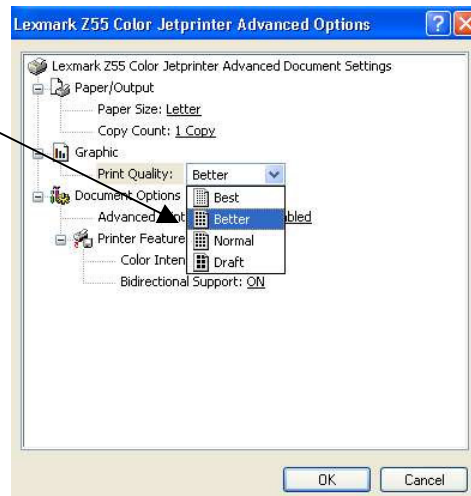 Lexmark Z55 Color Jetprinter Advanced Options
Lexmark Z55 Color Jetprinter Advanced Document Settings
Paper/Output
Paper Size: Letter
Copy Count: 1 Copy
Graphic
Print Quality: Better
Document Options
Best
Advanced
Better
Printer Feature
Normal
Color Inten
Draft
Bidirectional Support: ON
OK Cancel